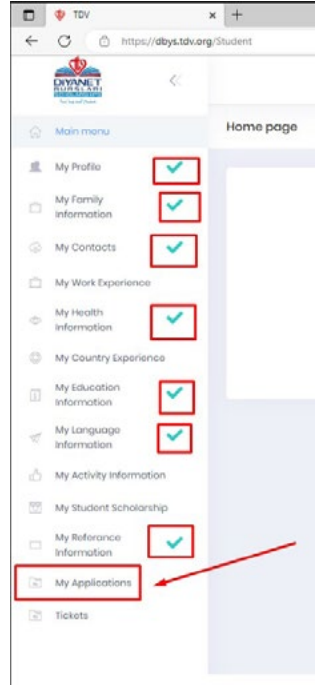 TDV
https://dbys.tdv.org/Student
DİYANET
BURSLARI
Main menu
Home page
My Profile
My Family
Information
My Contacts
My Work Experience
My Health
Information
My Country Experience
My Education
Information
My Language
Information
My Activity Information
My Student Scholarship
My Referance
Information
My Applications
Tickets